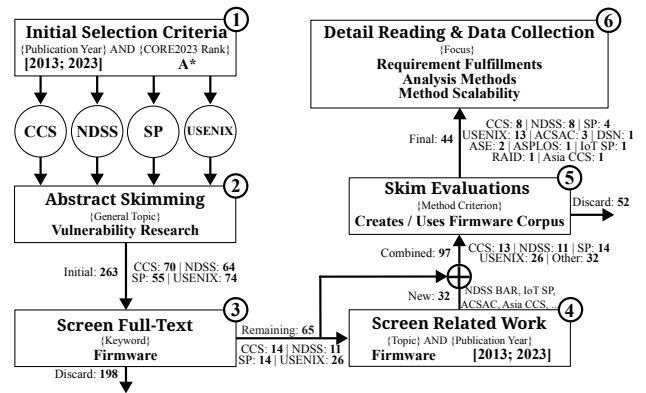 1
Initial Selection Criteria
{Publication Year} AND {CORE2023 Rank}
[2013; 2023] A*
CCS NDSS SP USENIX
2
Abstract Skimming
{General Topic}
Vulnerability Research
Initial: 263
CCS: 70 | NDSS: 64
SP: 55 | USENIX: 74
3
Screen Full-Text
{Keyword}
Firmware
Discard: 198
Remaining: 65
CCS: 14 | NDSS: 11
SP: 14 | USENIX: 26
4
Screen Related Work
{Topic} AND {Publication Year}
Firmware [2013; 2023]
New: 32
NDSS BAR, IoT SP,
ACSAC, Asia CCS, ...
Combined: 97
CCS: 13 | NDSS: 11 | SP: 14
USENIX: 26 | Other: 32
5
Skim Evaluations
{Method Criterion}
Creates / Uses Firmware Corpus
Discard: 52
Final: 44
CCS: 8 | NDSS: 8 | SP: 4
USENIX: 13 | ACSAC: 3 | DSN: 1
ASE: 2 | ASPLOS: 1 | IoT SP: 1
RAID: 1 | Asia CCS: 1
6
Detail Reading & Data Collection
{Focus}
Requirement Fulfillments
Analysis Methods
Method Scalability